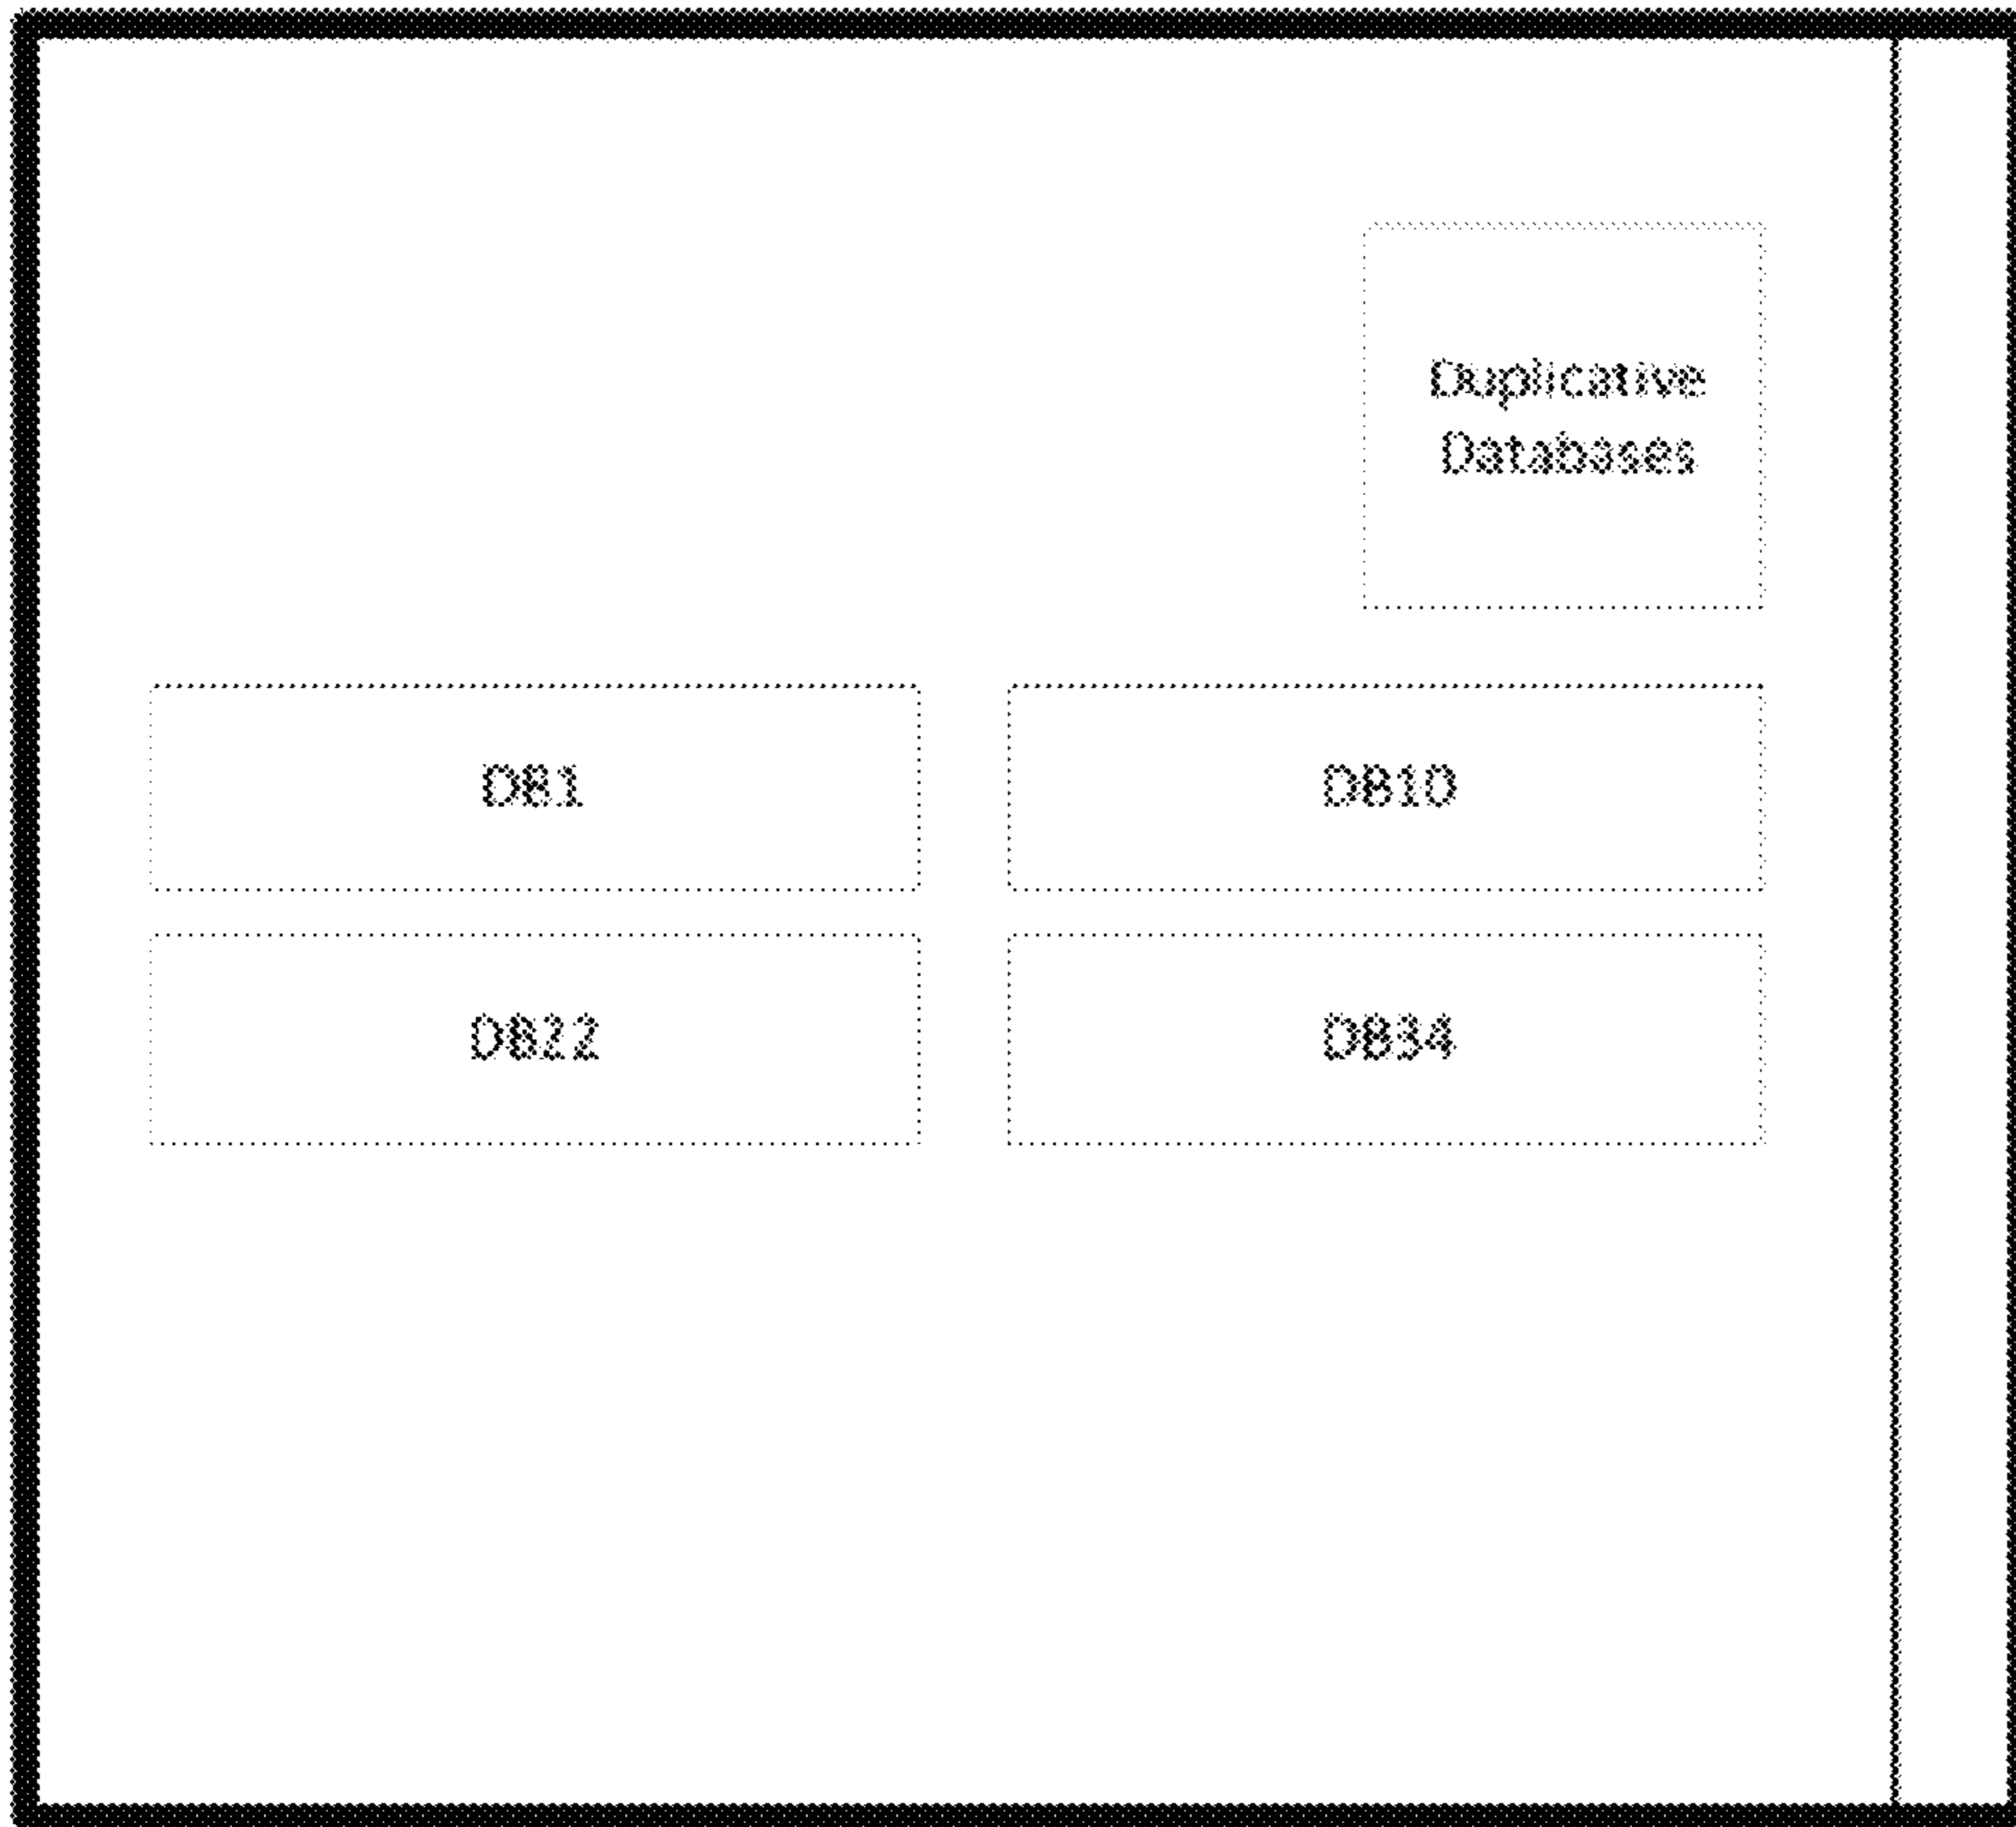 Duplicative
Databases
DB1
DB10
DB22
DB34